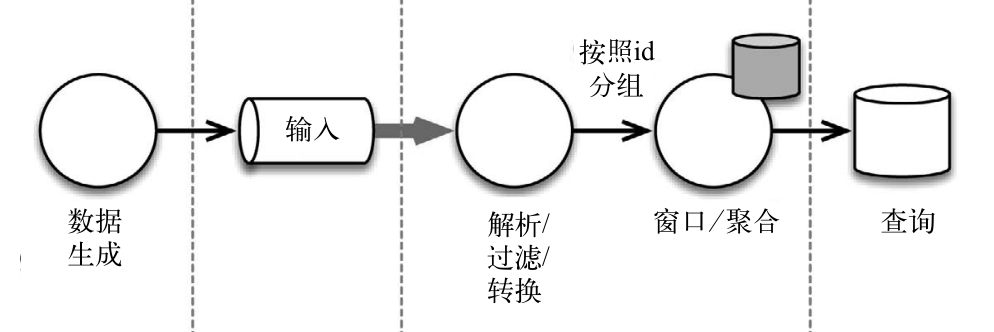 按照id
分组
输入
数据
生成
解析/
过滤/
转换
窗口/聚合
查询